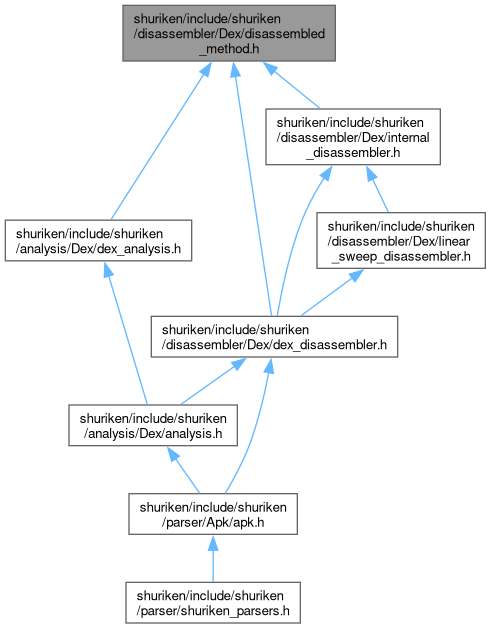 shuriken/include/shuriken
/disassembler/Dex/disassembled
_method.h
shuriken/include/shuriken
/disassembler/Dex/internal
_disassembler.h
shuriken/include/shuriken
/analysis/Dex/dex_analysis.h
shuriken/include/shuriken
/disassembler/Dex/linear
_sweep_disassembler.h
shuriken/include/shuriken
/disassembler/Dex/dex_disassembler.h
shuriken/include/shuriken
/analysis/Dex/analysis.h
shuriken/include/shuriken
/parser/Apk/apk.h
shuriken/include/shuriken
/parser/shuriken_parsers.h